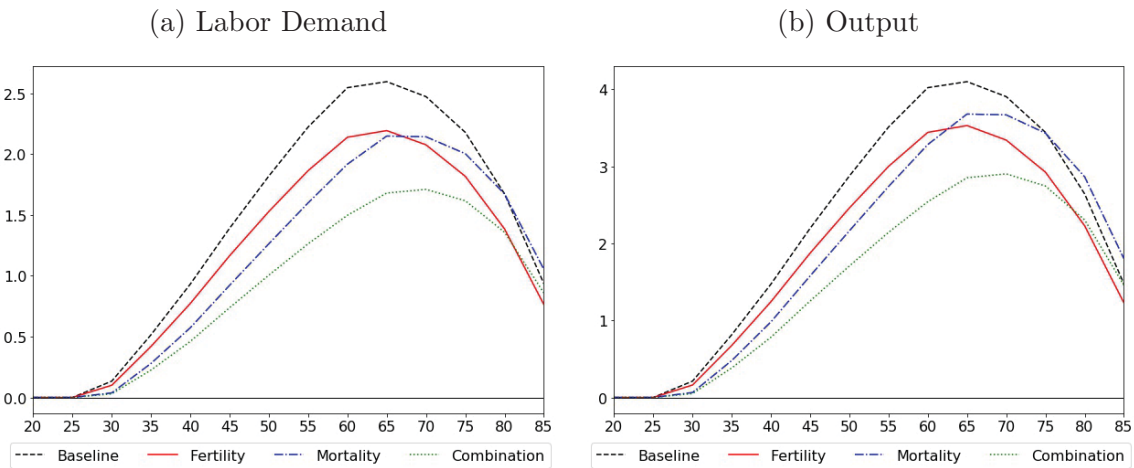 (a) Labor Demand
2.5
2.0
1.5
1.0
0.5
0.0
20 25 30 35 40 45 50 55 60 65 70 75 80 85
Baseline Fertility Mortality Combination
(b) Output
4
3
2
1
0
20 25 30 35 40 45 50 55 60 65 70 75 80 85
Baseline Fertility Mortality Combination